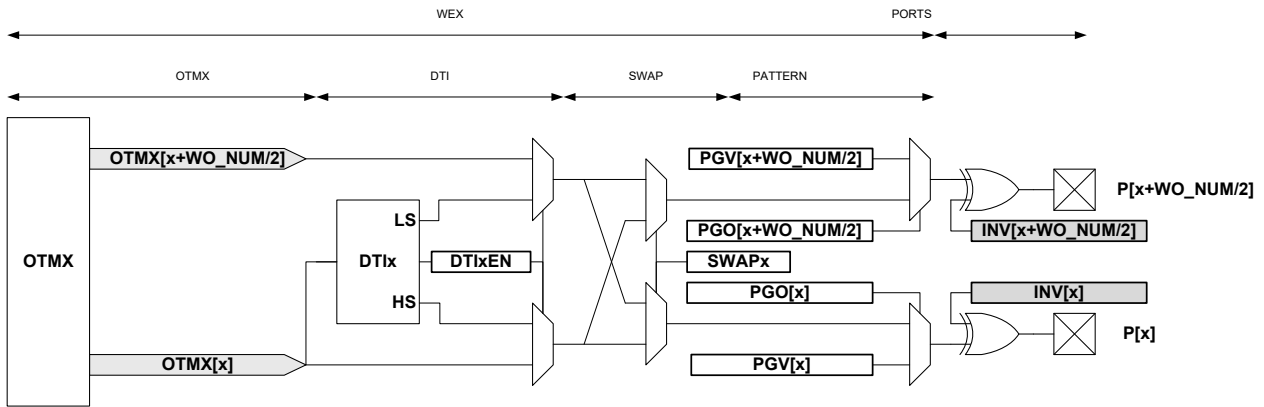 WEX PORTS
OTMX DTI SWAP PATTERN
OTMX[x+WO_NUM/2] PGV[x+WO_NUM/2]
P[x+WO_NUM/2]
LS
PGO[x+WO_NUM/2] INV[x+WO_NUM/2]
OTMX DTIx DTIxEN SWAPx
PGO[x] INV[x]
HS
P[x]
OTMX[x] PGV[x]